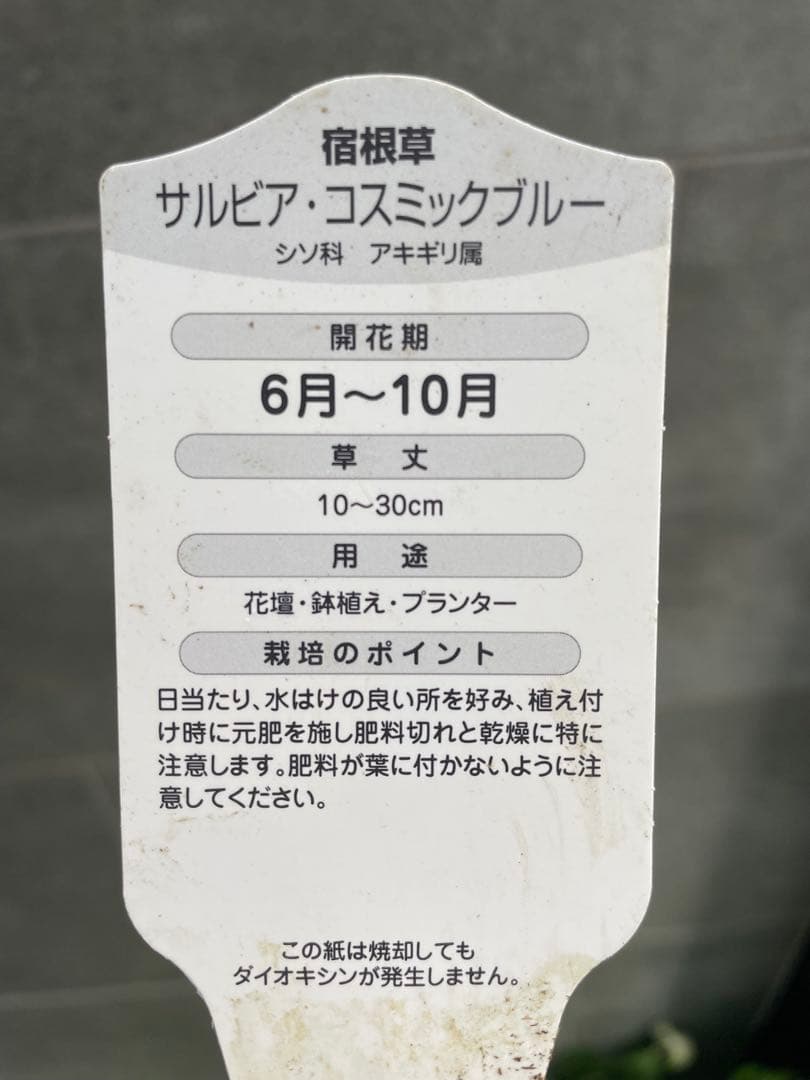 宿根草
サルビア・コスミックブルー
シソ科　アキギリ属
開花期
6月～10月
草　丈
10～30cm
用　途
花壇・鉢植え・プランター
栽培のポイント
日当たり、水はけの良い所を好み、植え付
け時に元肥を施し肥料切れと乾燥に特に
注意します。肥料が葉に付かないように注
意してください。
この紙は焼却しても
ダイオキシンが発生しません。